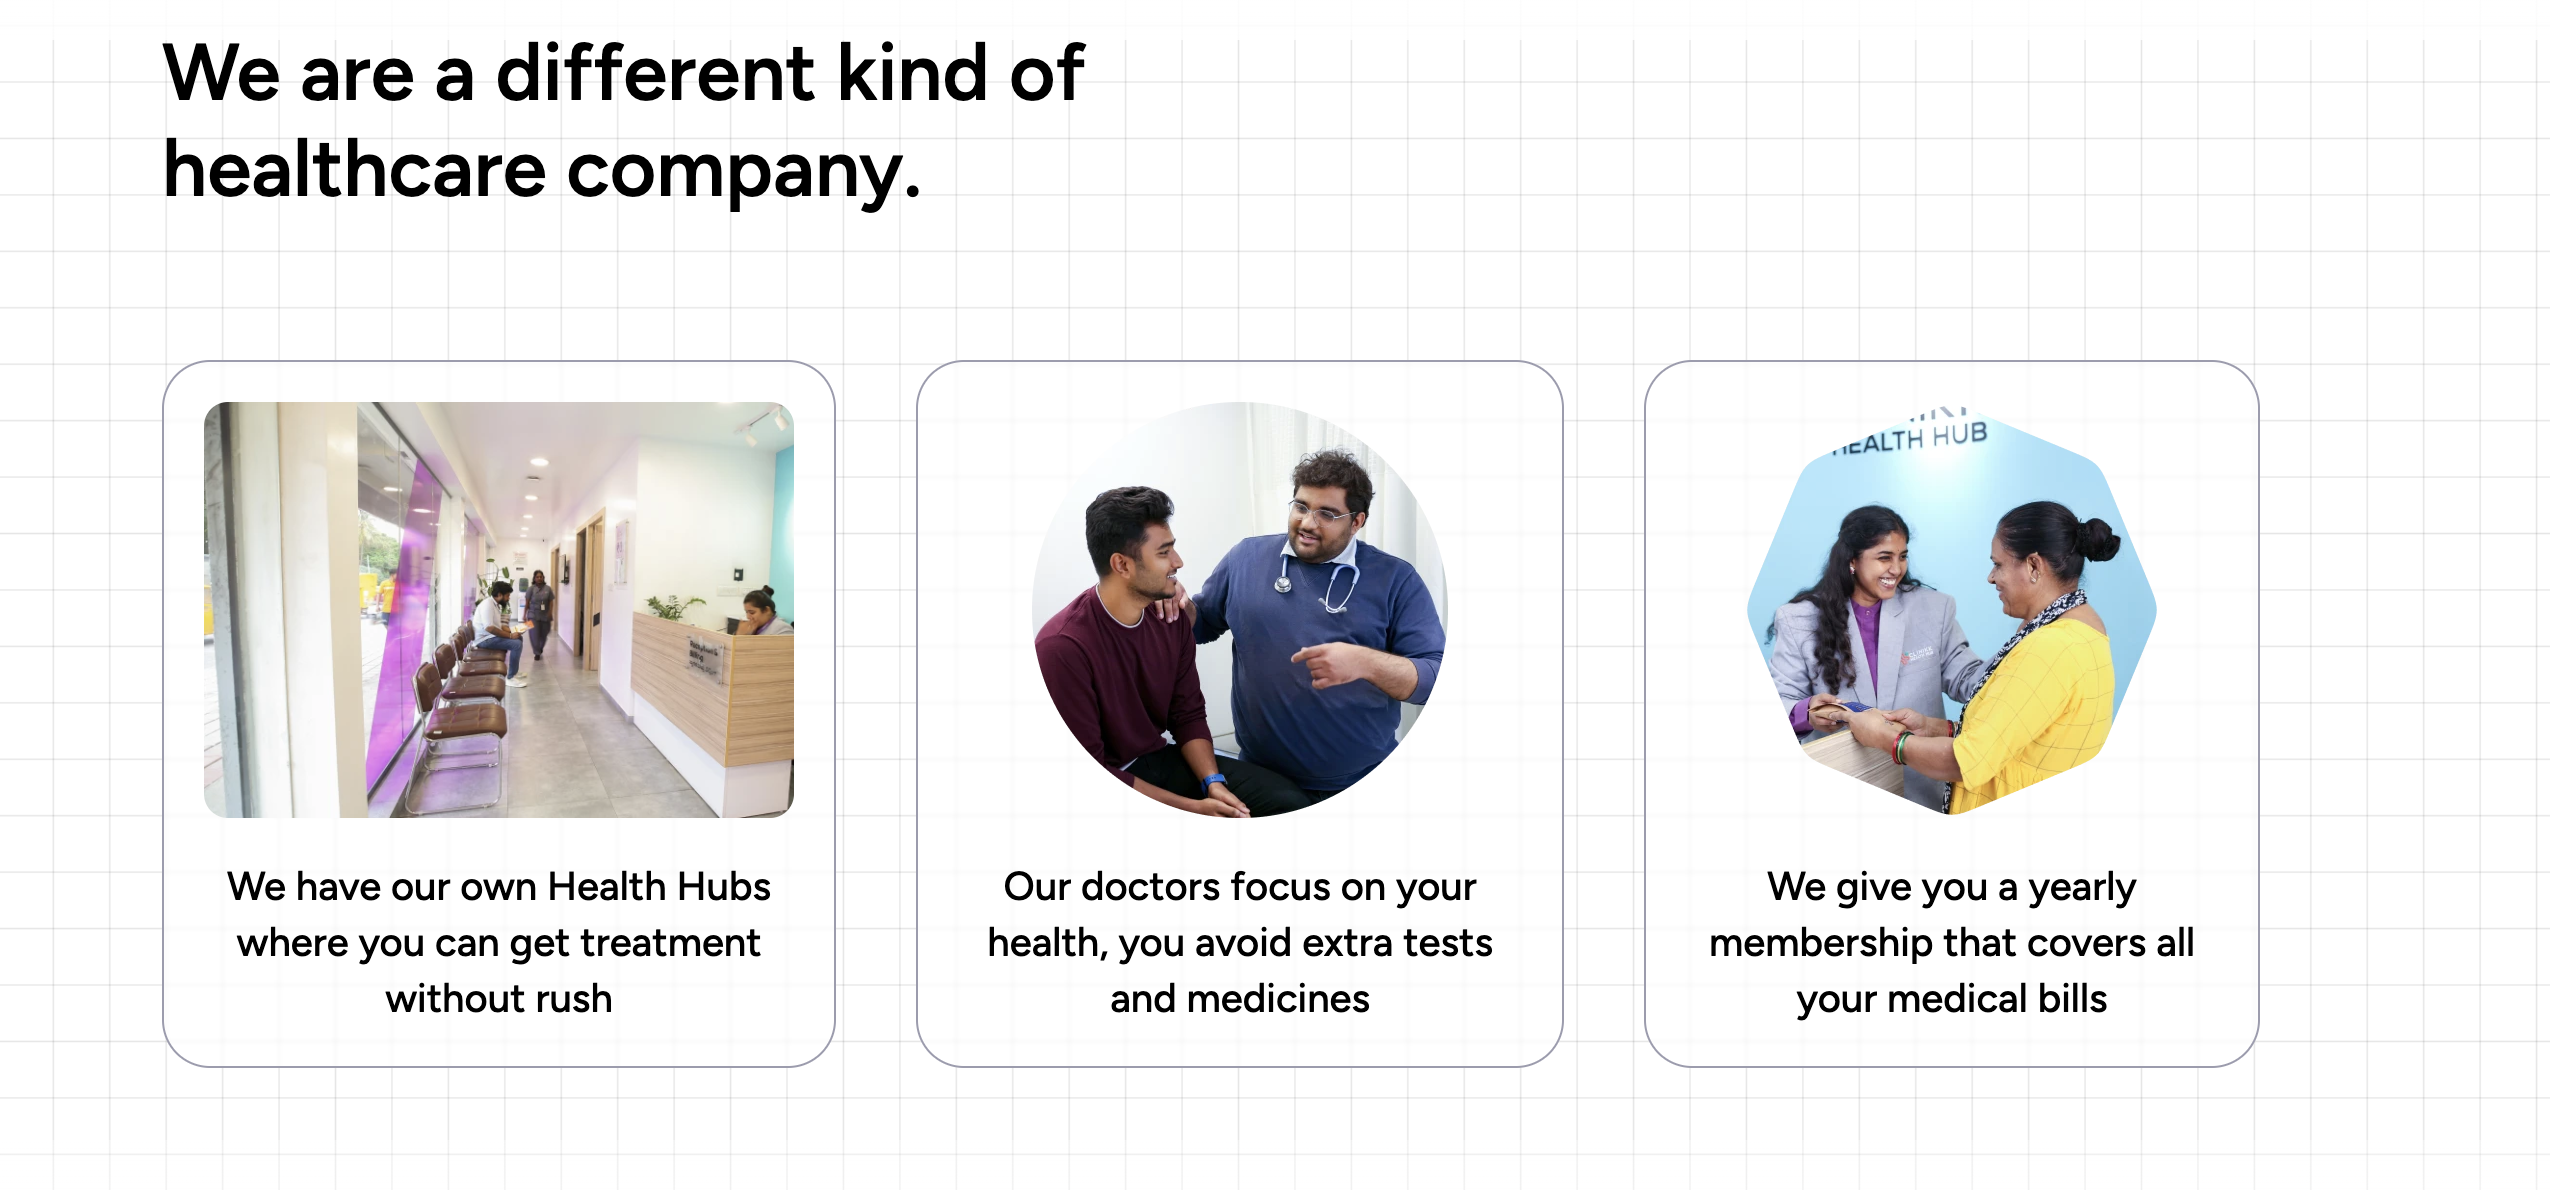 We are a different kind of
healthcare company.
HEALTH HUB
We have our own Health Hubs
where you can get treatment
without rush
Our doctors focus on your
health, you avoid extra tests
and medicines
We give you a yearly
membership that covers all
your medical bills